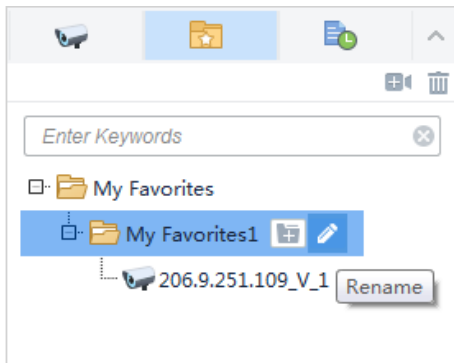 Enter Keywords
My Favorites
My Favorites1
206.9.251.109_V_1
Rename